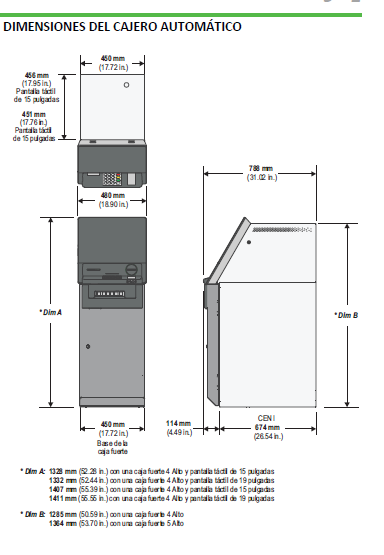 DIMENSIONES DEL CAJERO AUTOMÁTICO
450 mm
(17.72 in.)
456 mm
(17.95 in.)
Pantalla táctil
de 15 pulgadas
451 mm
(17.76 in.)
Pantalla táctil
de 15 pulgadas
480 mm
(18.90 in.)
788 mm
(31.02 in.)
* Dim A
* Dim B
450 mm
(17.72 in.)
Base de la
caja fuerte
114 mm
(4.49 in.)
CEN I
674 mm
(26.54 in.)
* Dim A: 1328 mm (52.28 in.) con una caja fuerte 4 Alto y pantalla táctil de 15 pulgadas
1332 mm (52.44 in.) con una caja fuerte 4 Alto y pantalla táctil de 19 pulgadas
1407 mm (55.39 in.) con una caja fuerte 4 Alto y pantalla táctil de 15 pulgadas
1411 mm (55.55 in.) con una caja fuerte 4 Alto y pantalla táctil de 19 pulgadas
* Dim B: 1285 mm (50.59 in.) con una caja fuerte 4 Alto
1364 mm (53.70 in.) con una caja fuerte 5 Alto